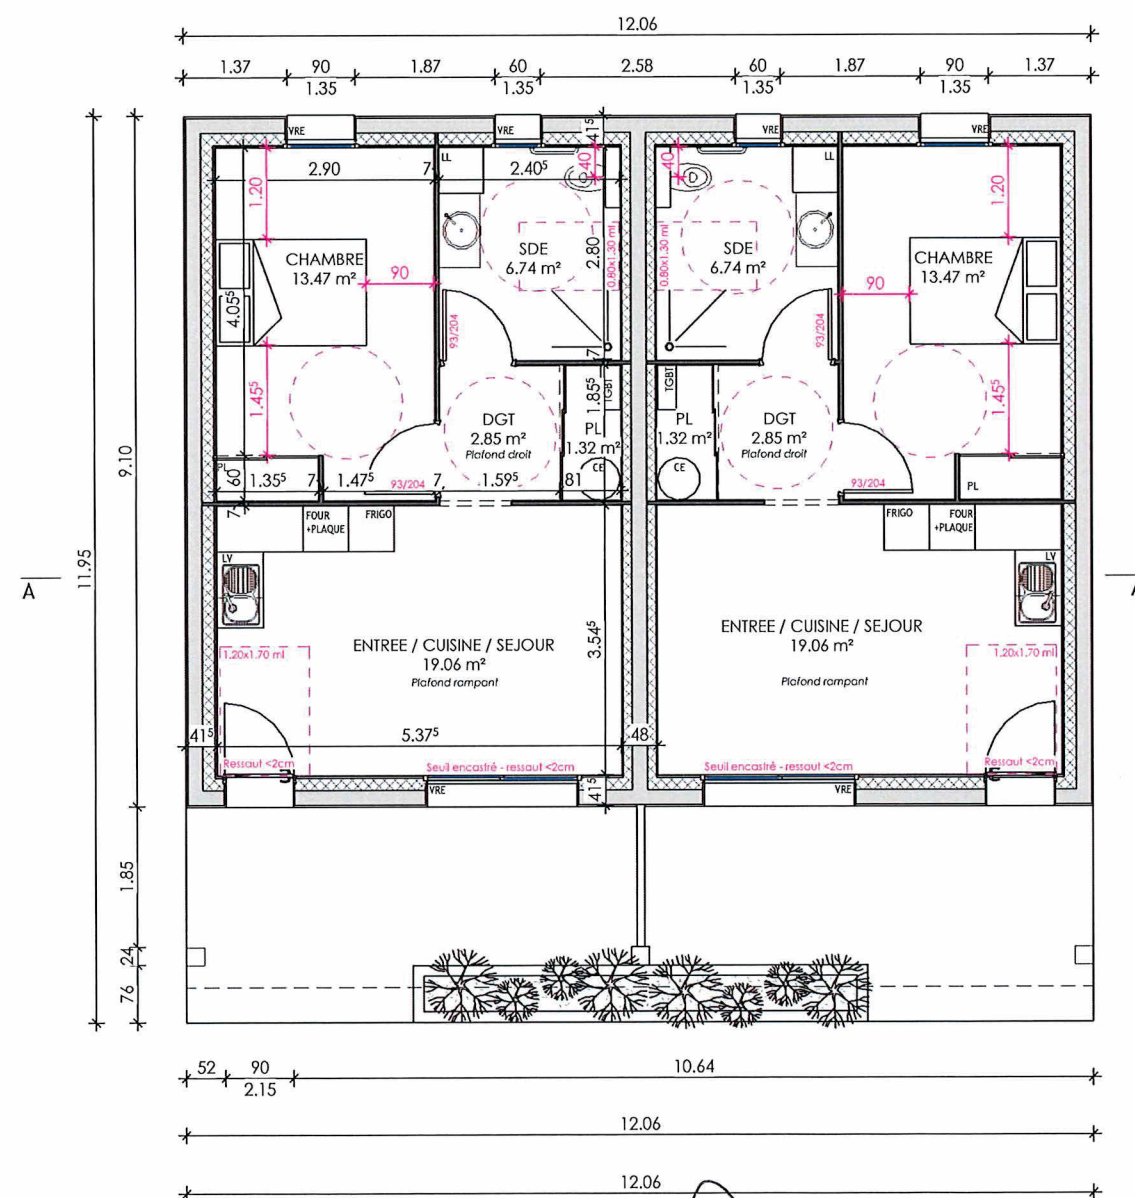 12.06
1.37 90 1.87 60 2.58 60 1.87 90 1.37
1.35 1.35 1.35 1.35
VRE VRE VRE VRE
41⁵
LL LL
2.90 7 2.40⁵ 40 40
1.20 1.20
CHAMBRE
13.47 m²
SDE
6.74 m²
2.80
0.80x1.30 ml
0.80x1.30 ml
SDE
6.74 m²
CHAMBRE
13.47 m²
90 90
4.05⁵
93/204 93/204
7
1.45⁵ 1.45⁵
1.85⁵
TGBT TGBT
DGT
2.85 m²
Plafond droit
PL
1.32 m²
CE
PL
1.32 m²
CE
DGT
2.85 m²
Plafond droit
9.10
11.95
PL
60 1.35⁵ 7 1.47⁵ 93/204 7 1.59⁵ 81
93/204
PL
7
FOUR
+PLAQUE
FRIGO
FRIGO
FOUR
+PLAQUE
LV LV
A
ENTREE / CUISINE / SEJOUR
19.06 m²
Plafond rampant
3.54⁵
ENTREE / CUISINE / SEJOUR
19.06 m²
Plafond rampant
1.20x1.70 ml 1.20x1.70 ml
41⁵ 5.37⁵ 48
Ressaut <2cm Seuil encastré - ressaut <2cm Seuil encastré - ressaut <2cm Ressaut <2cm
VRE 41⁵ VRE
1.85
24
76
52 90 10.64
2.15
12.06
12.06